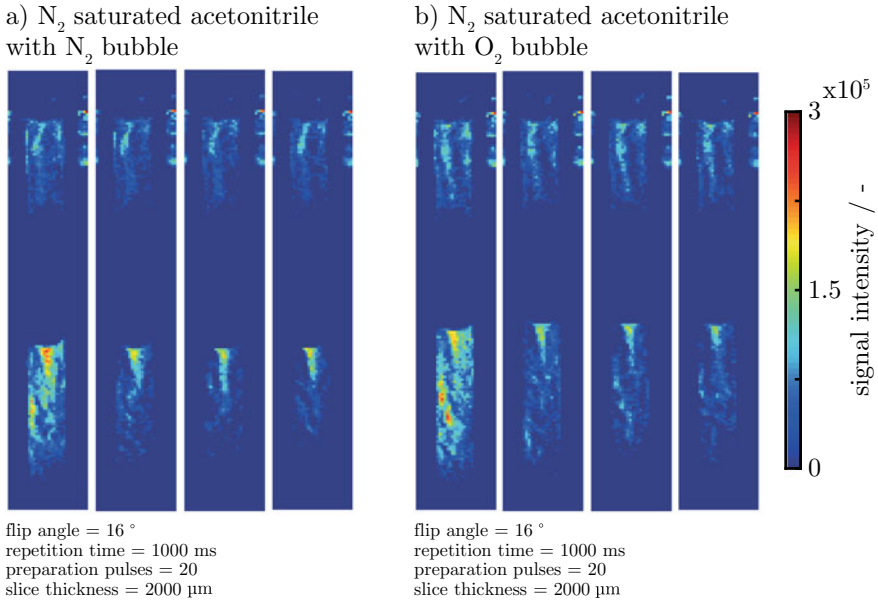 a) N₂ saturated acetonitrile
with N₂ bubble
b) N₂ saturated acetonitrile
with O₂ bubble
x10⁵
3
1.5
0
signal intensity / -
flip angle = 16 °
repetition time = 1000 ms
preparation pulses = 20
slice thickness = 2000 µm
flip angle = 16 °
repetition time = 1000 ms
preparation pulses = 20
slice thickness = 2000 µm